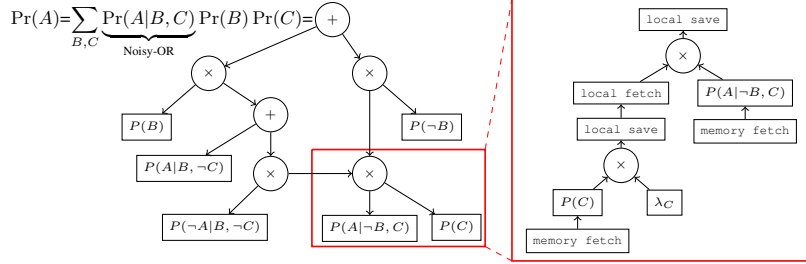 Pr(A)=∑_{B,C} Pr(A|B,C) Pr(B) Pr(C)=
Noisy-OR
+
×
×
P(B)
+
P(¬B)
P(A|B,¬C)
×
×
P(¬A|B,¬C)
P(A|¬B,C)
P(C)
local save
×
local fetch
P(A|¬B,C)
local save
memory fetch
×
P(C)
λ_C
memory fetch